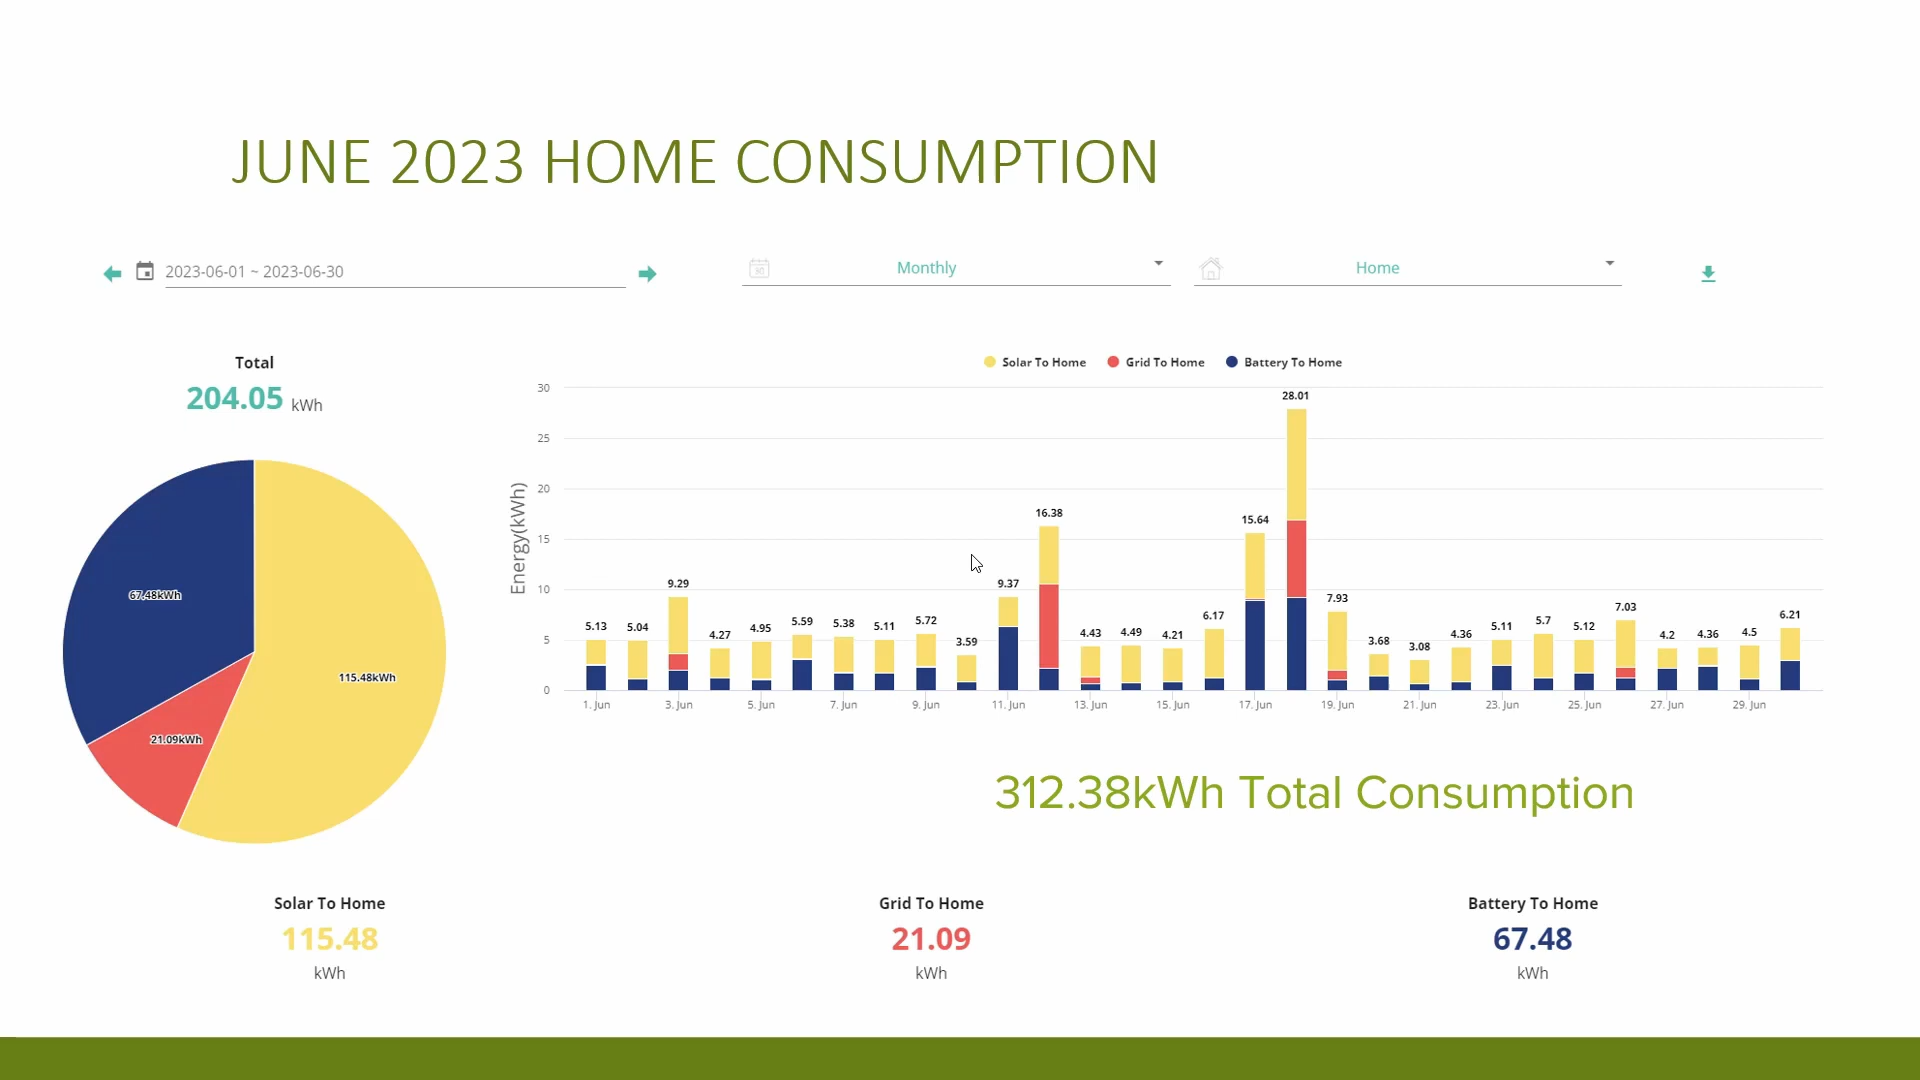 JUNE 2023 HOME CONSUMPTION
2023-06-01 ~ 2023-06-30
Monthly
Home
Total
204.05 kWh
67.48kWh
115.48kWh
21.09kWh
Solar To Home
Grid To Home
Battery To Home
Energy(kWh)
30
25
20
15
10
5
0
5.13
5.04
9.29
4.27
4.95
5.59
5.38
5.11
5.72
3.59
9.37
16.38
4.43
4.49
4.21
6.17
15.64
28.01
7.93
3.68
3.08
4.36
5.11
5.7
5.12
7.03
4.2
4.36
4.5
6.21
1. Jun
3. Jun
5. Jun
7. Jun
9. Jun
11. Jun
13. Jun
15. Jun
17. Jun
19. Jun
21. Jun
23. Jun
25. Jun
27. Jun
29. Jun
312.38kWh Total Consumption
Solar To Home
115.48
kWh
Grid To Home
21.09
kWh
Battery To Home
67.48
kWh